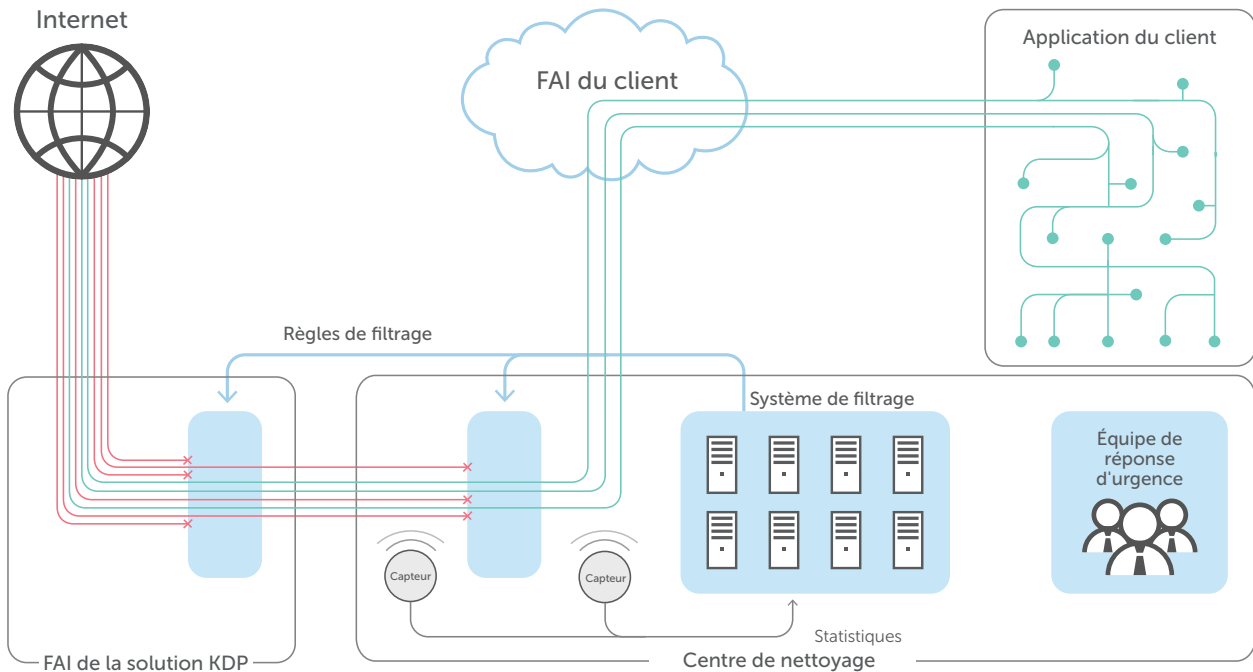 Internet
FAI du client
Application du client
Règles de filtrage
Système de filtrage
Équipe de
réponse
d'urgence
Capteur
Capteur
Statistiques
FAI de la solution KDP
Centre de nettoyage